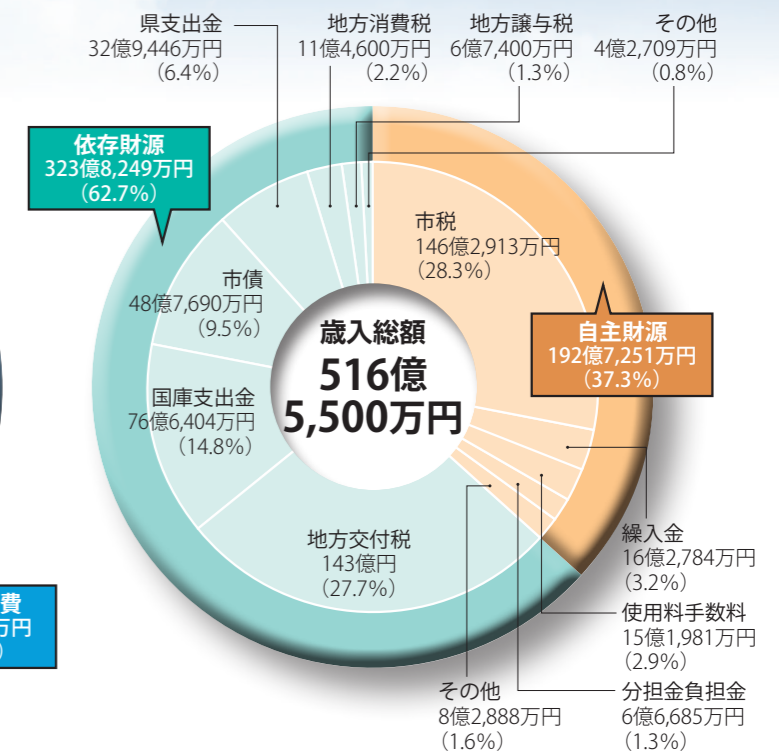 県支出金
32億9,446万円
（6.4%）
地方消費税
11億4,600万円
（2.2%）
地方譲与税
6億7,400万円
（1.3%）
その他
4億2,709万円
（0.8%）
依存財源
323億8,249万円
（62.7%）
市税
146億2,913万円
（28.3%）
市債
48億7,690万円
（9.5%）
歳入総額
516億
5,500万円
自主財源
192億7,251万円
（37.3%）
国庫支出金
76億6,404万円
（14.8%）
地方交付税
143億円
（27.7%）
繰入金
16億2,784万円
（3.2%）
使用料手数料
15億1,981万円
（2.9%）
分担金負担金
6億6,685万円
（1.3%）
その他
8億2,888万円
（1.6%）
費
万円
）